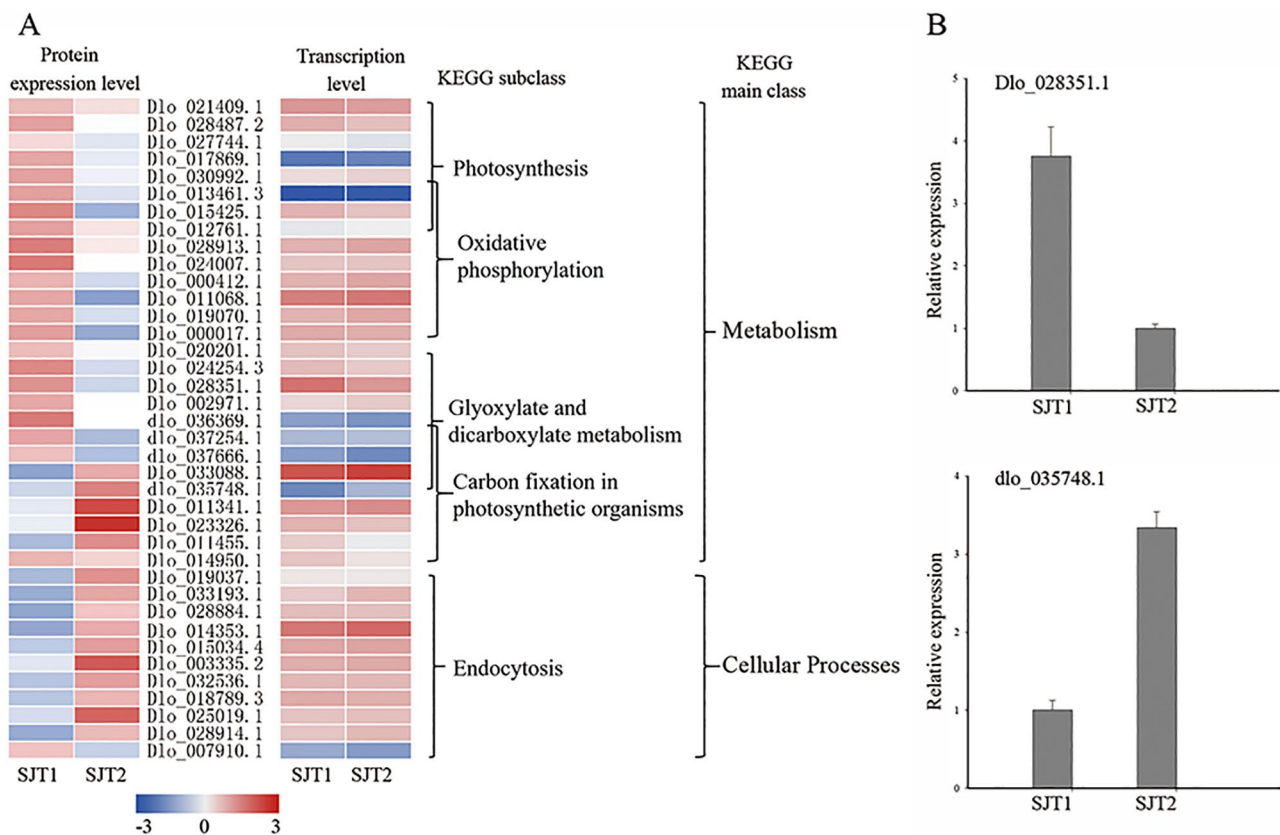 A
Protein
expression level
Transcription
level
KEGG subclass
KEGG
main class
Dlo_021409.1
Dlo_028487.2
Dlo_027744.1
Dlo_017869.1
Dlo_030992.1
Dlo_013461.3
Dlo_015425.1
Dlo_012761.1
Dlo_028913.1
Dlo_024007.1
Dlo_000412.1
Dlo_011068.1
Dlo_019070.1
Dlo_000017.1
Dlo_020201.1
Dlo_024254.3
Dlo_028351.1
Dlo_002971.1
dlo_036369.1
dlo_037254.1
dlo_037666.1
Dlo_033088.1
dlo_035748.1
Dlo_011341.1
Dlo_023326.1
Dlo_011455.1
Dlo_014950.1
Dlo_019037.1
Dlo_033193.1
Dlo_028884.1
Dlo_014353.1
Dlo_015034.4
Dlo_003335.2
Dlo_032536.1
Dlo_018789.3
Dlo_025019.1
Dlo_028914.1
Dlo_007910.1
Photosynthesis
Oxidative
phosphorylation
Glyoxylate and
dicarboxylate metabolism
Carbon fixation in
photosynthetic organisms
Endocytosis
Metabolism
Cellular Processes
SJT1 SJT2
SJT1 SJT2
-3 0 3
B
Dlo_028351.1
Relative expression
5
4
3
2
1
0
SJT1 SJT2
dlo_035748.1
Relative expression
4
3
2
1
0
SJT1 SJT2